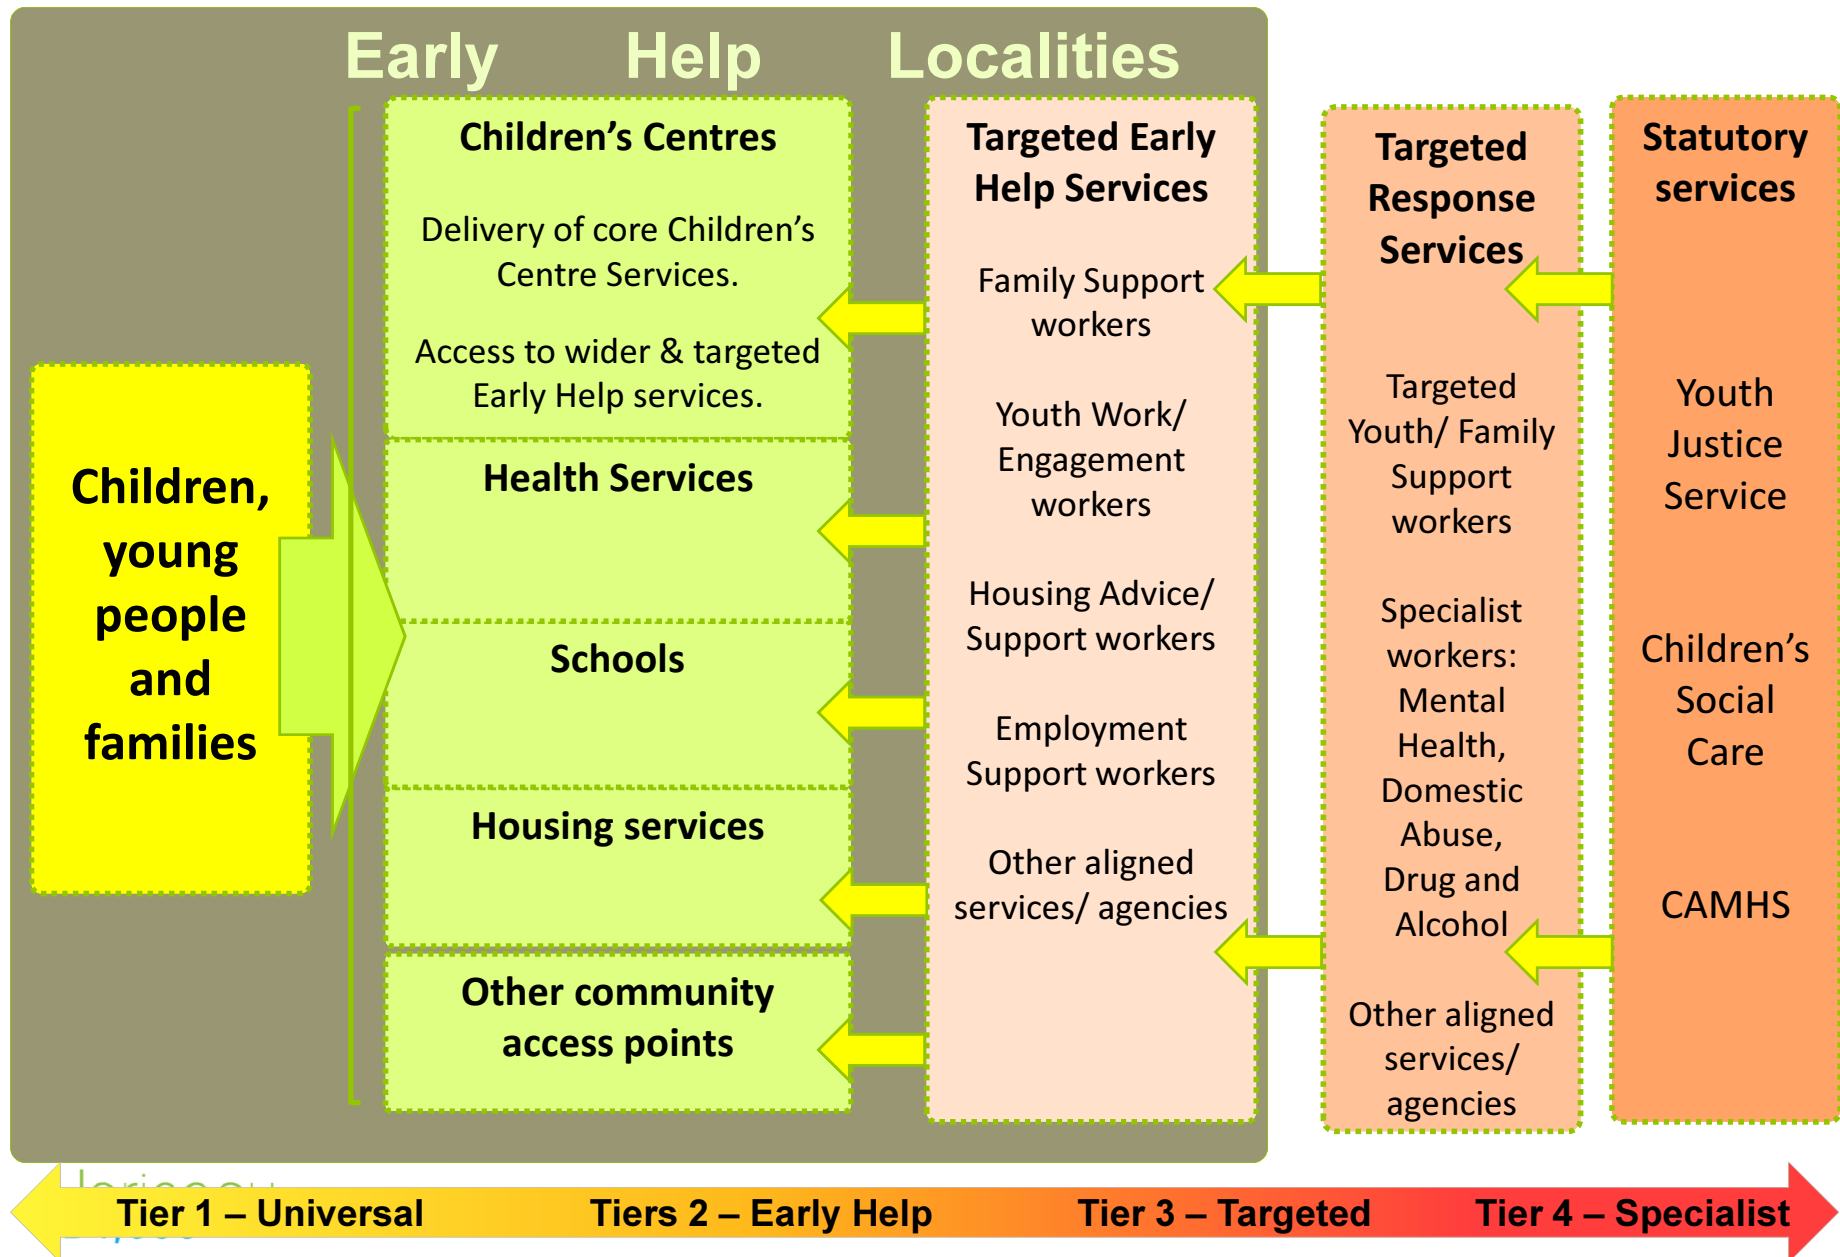 Early Help Localities
Children,
young
people
and
families
Children’s Centres
Delivery of core Children’s
Centre Services.
Access to wider & targeted
Early Help services.
Health Services
Schools
Housing services
Other community
access points
Targeted Early
Help Services
Family Support
workers
Youth Work/
Engagement
workers
Housing Advice/
Support workers
Employment
Support workers
Other aligned
services/ agencies
Targeted
Response
Services
Targeted
Youth/ Family
Support
workers
Specialist
workers:
Mental
Health,
Domestic
Abuse,
Drug and
Alcohol
Other aligned
services/
agencies
Statutory
services
Youth
Justice
Service
Children’s
Social
Care
CAMHS
Tier 1 – Universal
Tiers 2 – Early Help
Tier 3 – Targeted
Tier 4 – Specialist